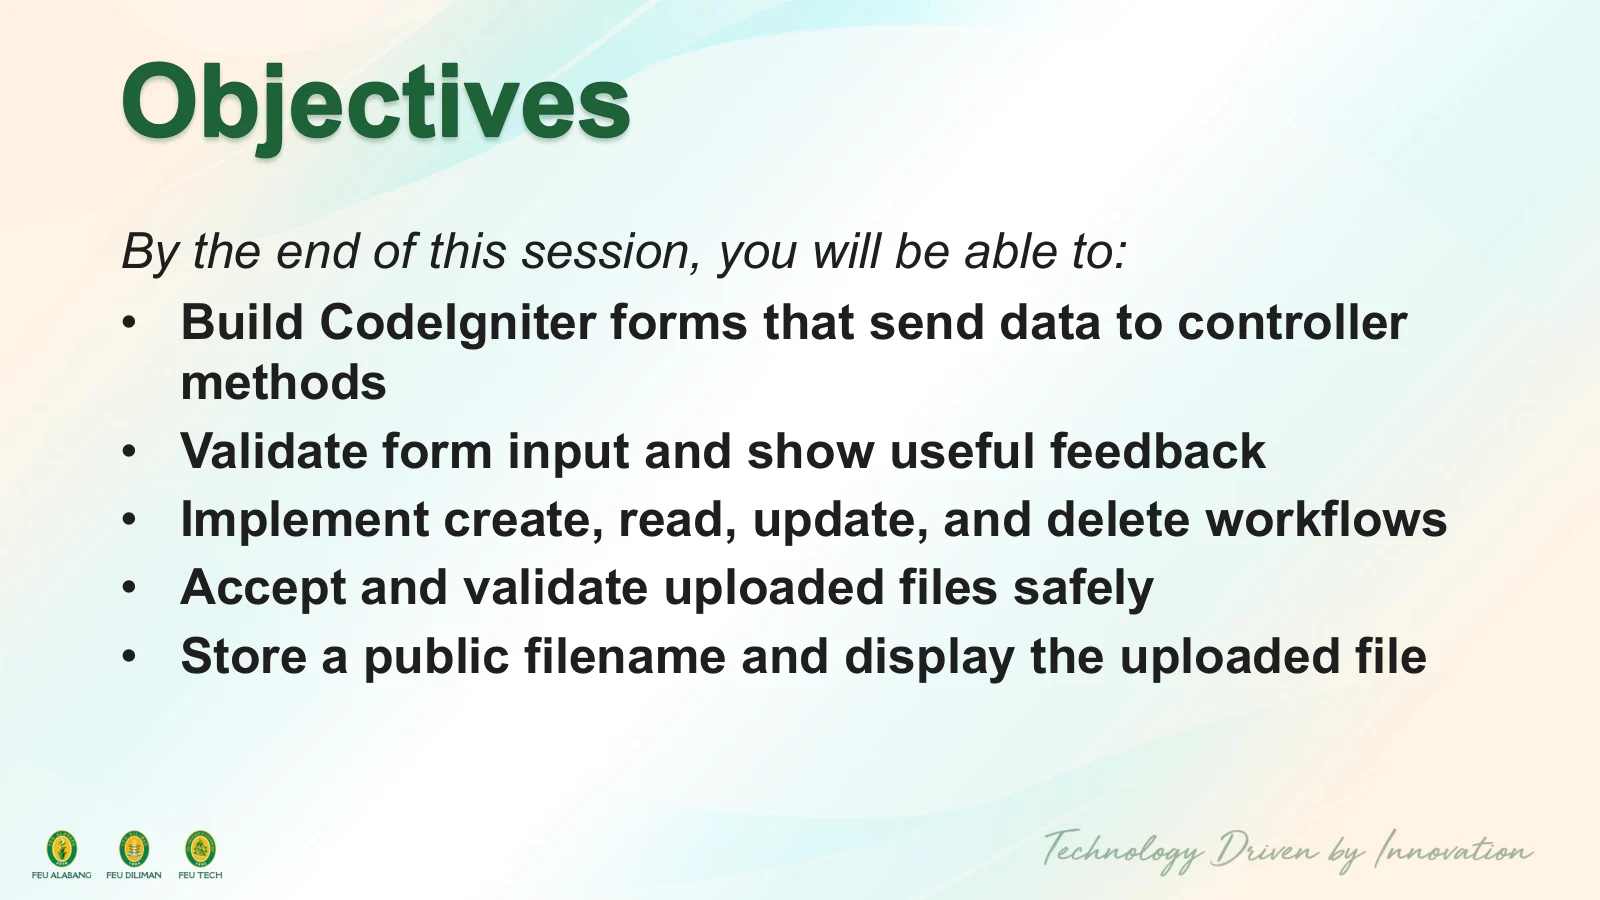 Objectives
By the end of this session, you will be able to:
• Build CodeIgniter forms that send data to controller
methods
• Validate form input and show useful feedback
• Implement create, read, update, and delete workflows
• Accept and validate uploaded files safely
• Store a public filename and display the uploaded file
FEU ALABANG FEU DILIMAN FEU TECH
Technology Driven by Innovation